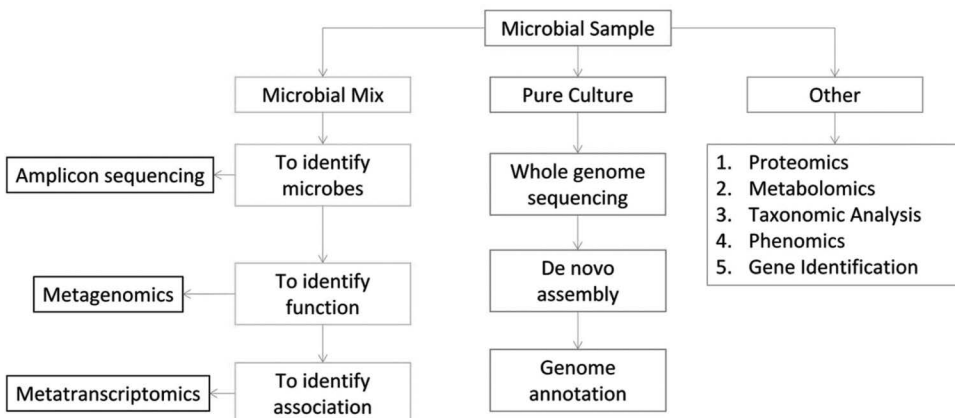 Microbial Sample
Microbial Mix
Pure Culture
Other
Amplicon sequencing
To identify
microbes
Whole genome
sequencing
1. Proteomics
2. Metabolomics
3. Taxonomic Analysis
4. Phenomics
5. Gene Identification
Metagenomics
To identify
function
De novo
assembly
Metatranscriptomics
To identify
association
Genome
annotation